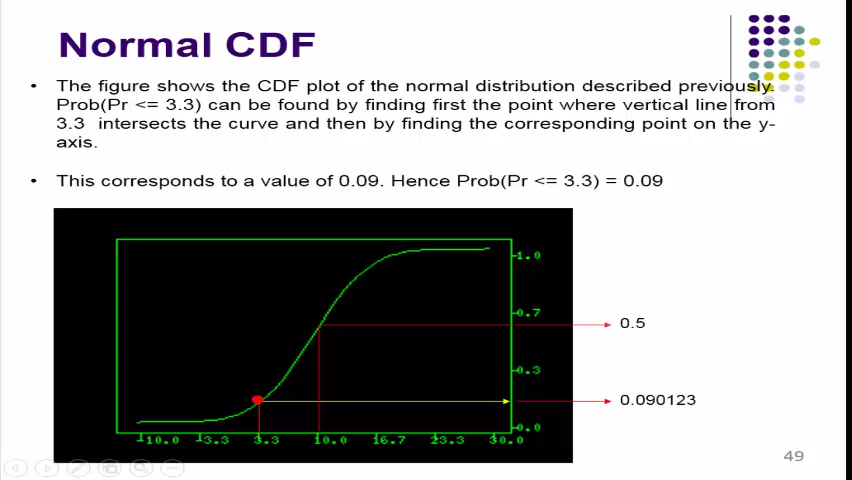 Normal CDF
• The figure shows the CDF plot of the normal distribution described previously.
Prob(Pr <= 3.3) can be found by finding first the point where vertical line from
3.3 intersects the curve and then by finding the corresponding point on the y-
axis.
• This corresponds to a value of 0.09. Hence Prob(Pr <= 3.3) = 0.09
1.0
0.7
0.5
0.3
0.090123
0.0
-10.0 -3.3 3.3 10.0 16.7 23.3 30.0
49